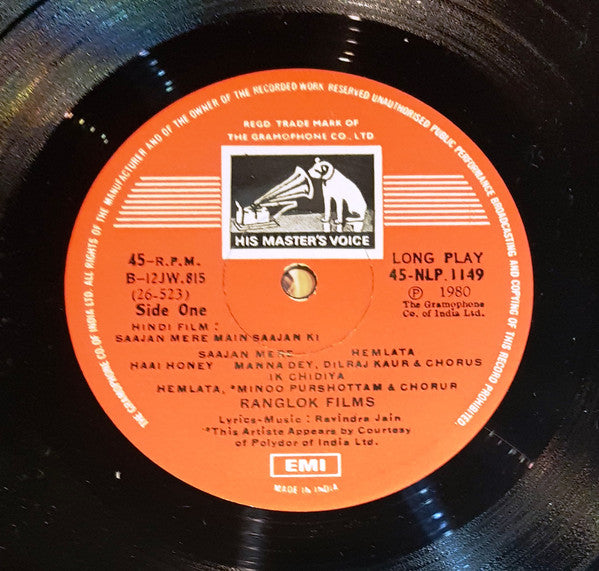 THE GRAMOPHONE CO. OF INDIA LTD. ALL RIGHTS OF THE MANUFACTURER AND OF THE OWNER OF THE RECORDED WORK RESERVED UNAUTHORISED PUBLIC PERFORMANCE BROADCASTING AND COPYING OF THIS RECORD PROHIBITED.
REGD TRADE MARK OF
THE GRAMOPHONE CO., LTD
HIS MASTER'S VOICE
45-R.P.M. LONG PLAY
B-12JW.815 45-NLP.1149
(26-523) ℗ 1980
Side One The Gramophone
Co. of India Ltd.
HINDI FILM:
SAAJAN MERE MAIN SAAJAN KI
SAAJAN MERE HEMLATA
HAAI HONEY MANNA DEY, DILRAJ KAUR & CHORUS
IK CHIDIYA
HEMLATA, *MINOO PURSHOTTAM & CHORUR
RANGLOK FILMS
Lyrics-Music: Ravindra Jain
*This Artiste Appears by Courtesy
of Polydor of India Ltd.
EMI
MADE IN INDIA